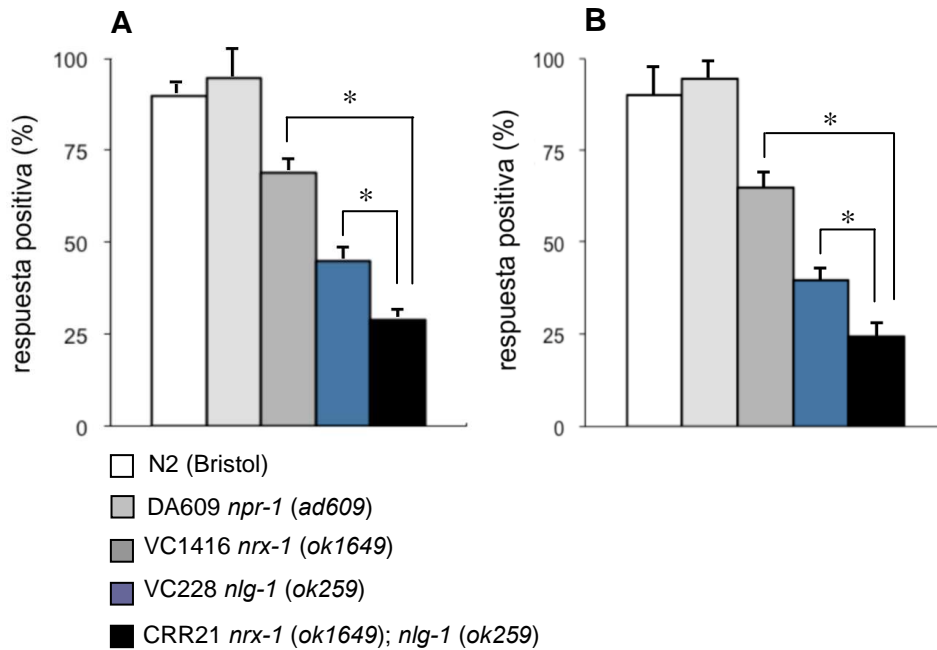 A
respuesta positiva (%)
100
75
50
25
0
*
*
B
respuesta positiva (%)
100
75
50
25
0
*
*
N2 (Bristol)
DA609 npr-1 (ad609)
VC1416 nrx-1 (ok1649)
VC228 nlg-1 (ok259)
CRR21 nrx-1 (ok1649); nlg-1 (ok259)